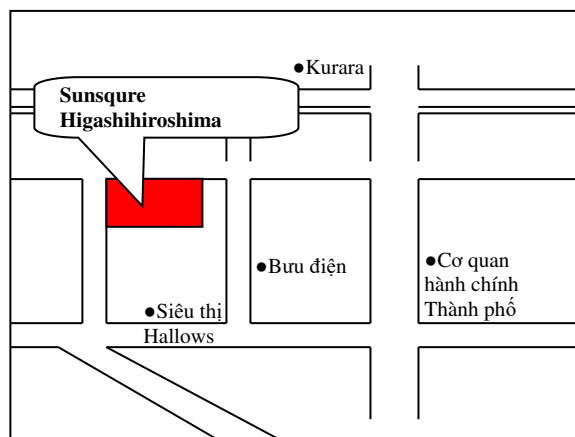 ●Kurara
Sunsqure
Higashihiroshima
●Bưu điện
●Cơ quan
hành chính
Thành phố
●Siêu thị
Hallows